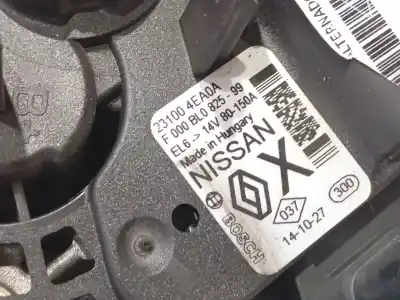 23100 4EA0A
F 000 BL0 825 - 99
EL6 - 14V 80-150A
Made in Hungary
NISSAN
X
BOSCH
037
300
14-10-27
ALTERNADO